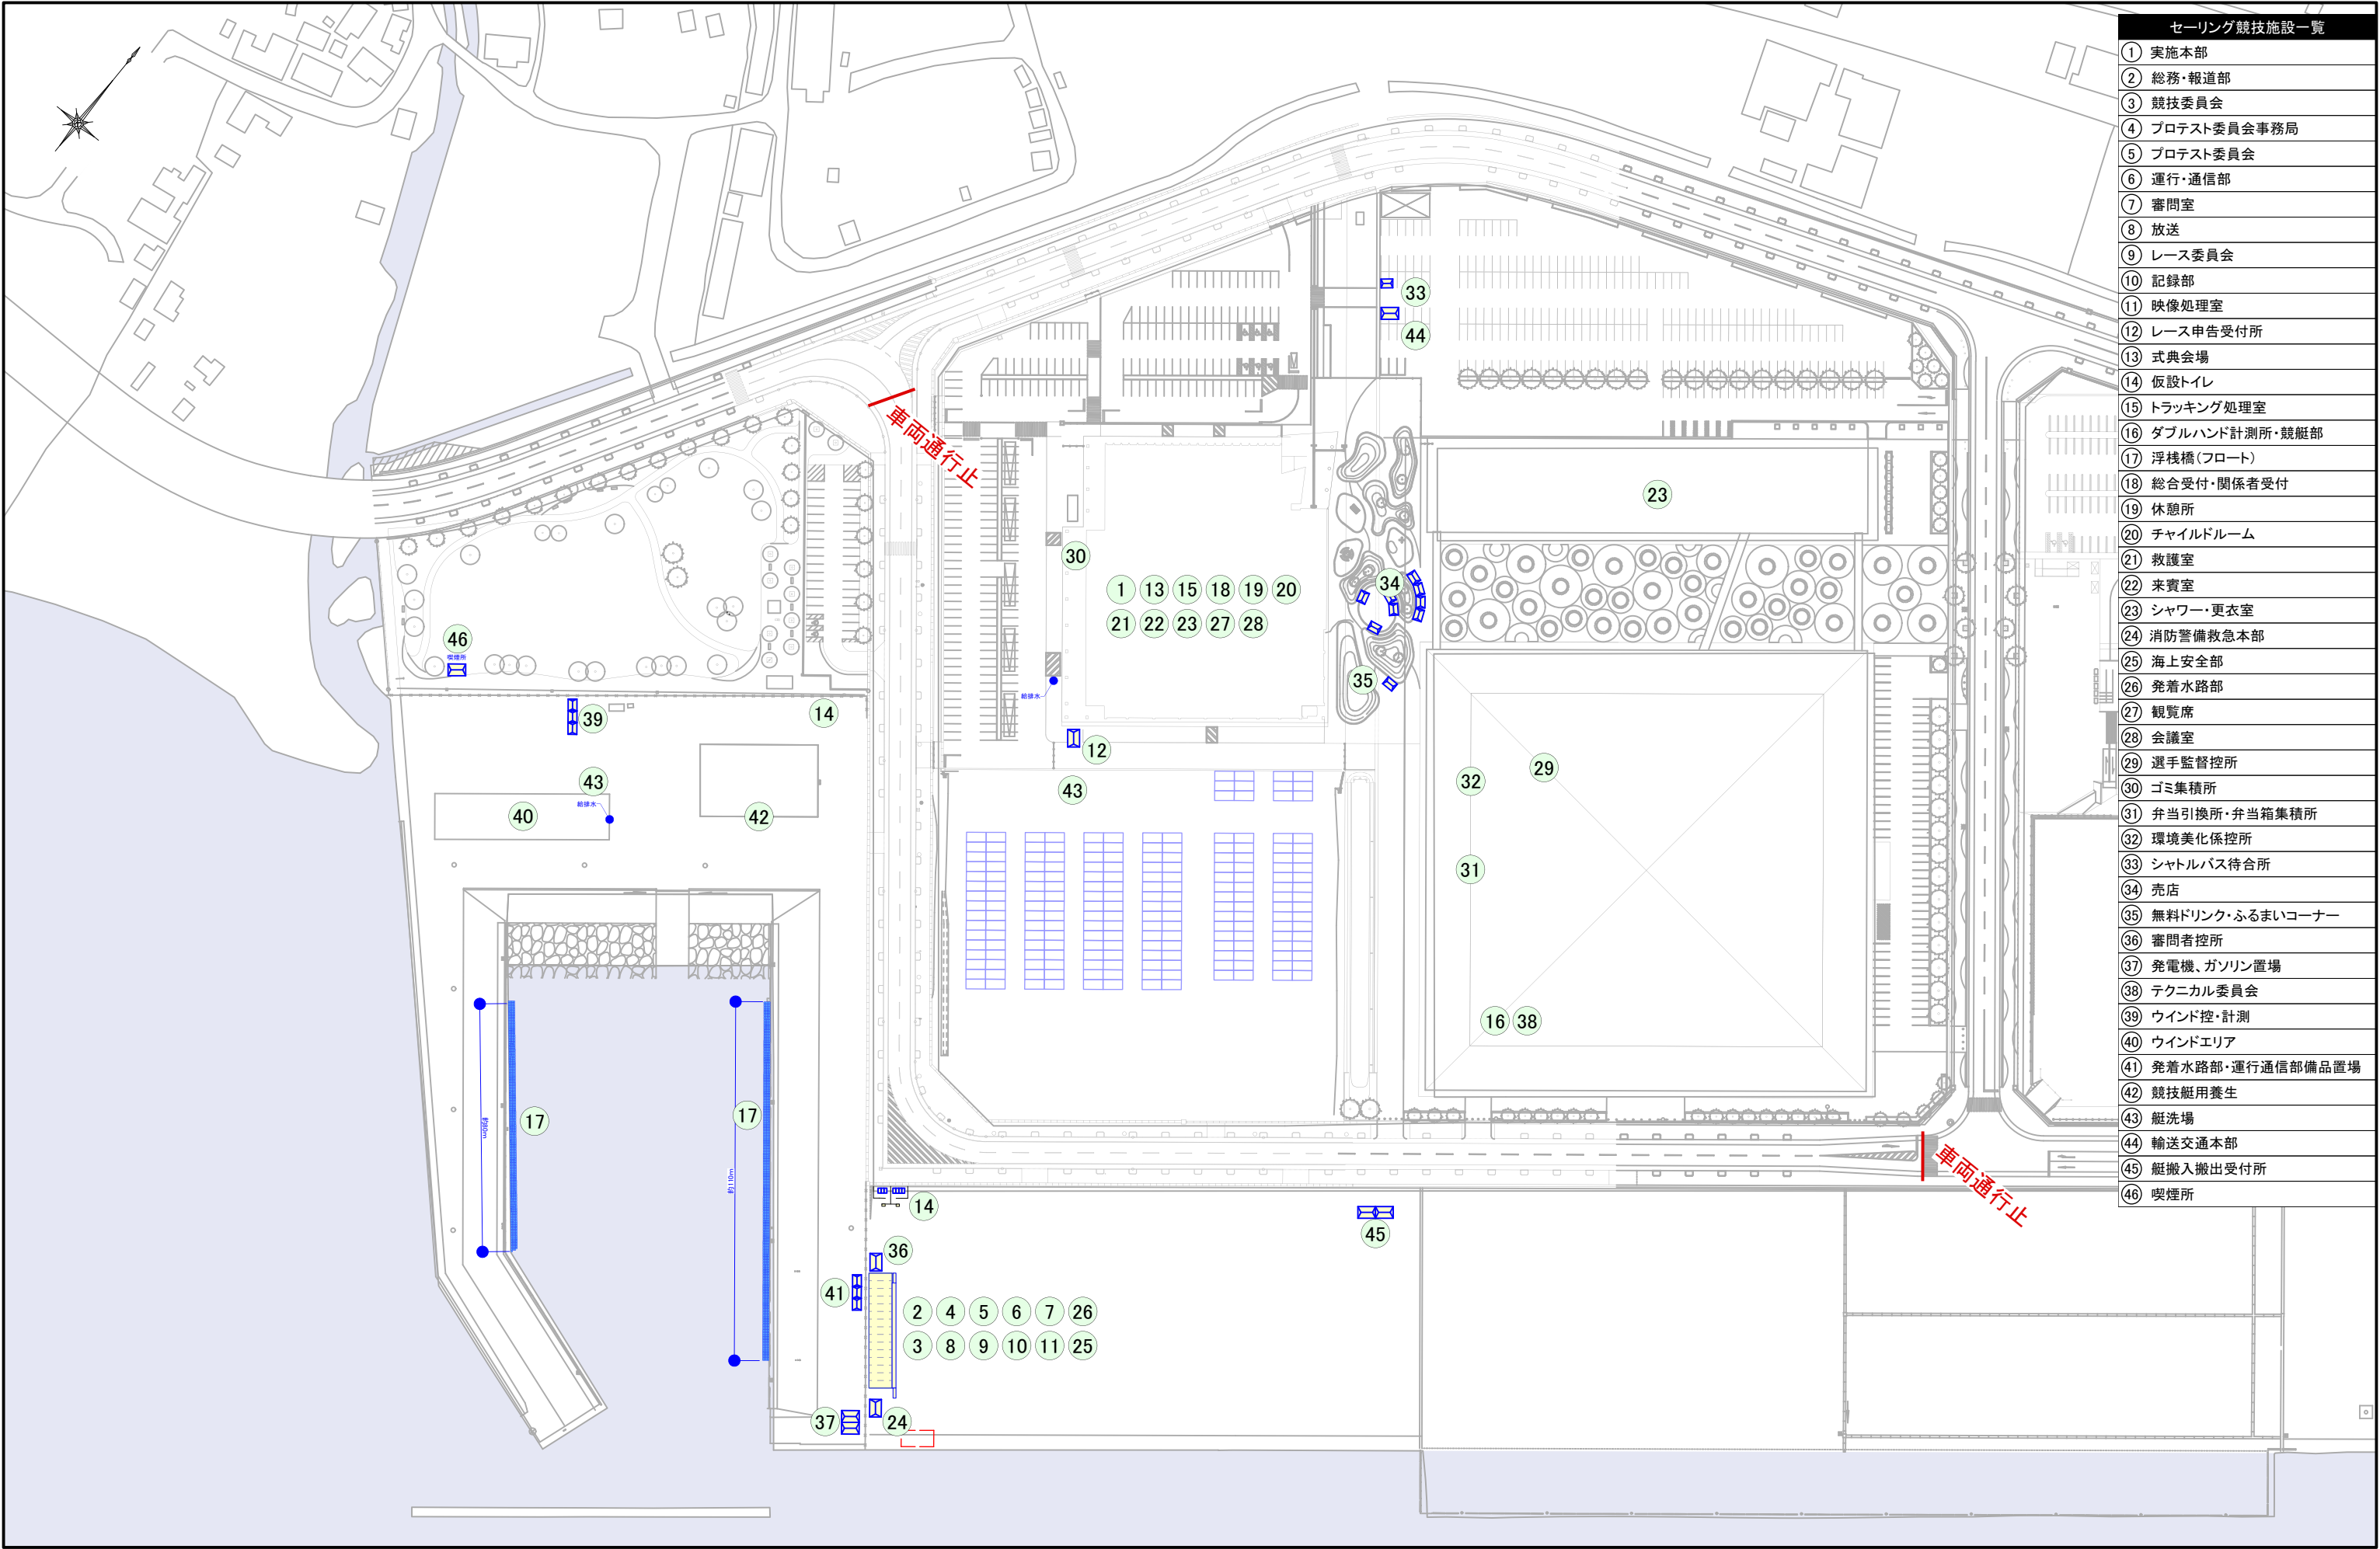 セーリング競技施設一覧
① 実施本部
② 総務・報道部
③ 競技委員会
④ プロテスト委員会事務局
⑤ プロテスト委員会
⑥ 運行・通信部
⑦ 審問室
⑧ 放送
⑨ レース委員会
⑩ 記録部
⑪ 映像処理室
⑫ レース申告受付所
⑬ 式典会場
⑭ 仮設トイレ
⑮ トラッキング処理室
⑯ ダブルハンド計測所・競艇部
⑰ 浮桟橋(フロート)
⑱ 総合受付・関係者受付
⑲ 休憩所
⑳ チャイルドルーム
㉑ 救護室
㉒ 来賓室
㉓ シャワー・更衣室
㉔ 消防警備救急本部
㉕ 海上安全部
㉖ 発着水路部
㉗ 観覧席
㉘ 会議室
㉙ 選手監督控所
㉚ ゴミ集積所
㉛ 弁当引換所・弁当箱集積所
㉜ 環境美化係控所
㉝ シャトルバス待合所
㉞ 売店
㉟ 無料ドリンク・ふるまいコーナー
㊱ 審問者控所
㊲ 発電機、ガソリン置場
㊳ テクニカル委員会
㊴ ウインド控・計測
㊵ ウインドエリア
㊶ 発着水路部・運行通信部備品置場
㊷ 競技艇用養生
㊸ 艇洗場
㊹ 輸送交通本部
㊺ 艇搬入搬出受付所
㊻ 喫煙所
33
44
車両通行止
23
30
1 13 15 18 19 20
21 22 23 27 28
34
46
喫煙所
35
給排水
39
14
12
43
給排水
40
42
43
32
29
31
16 38
17
約80m
17
約110m
車両通行止
14
45
36
41
2 4 5 6 7 26
3 8 9 10 11 25
37
24